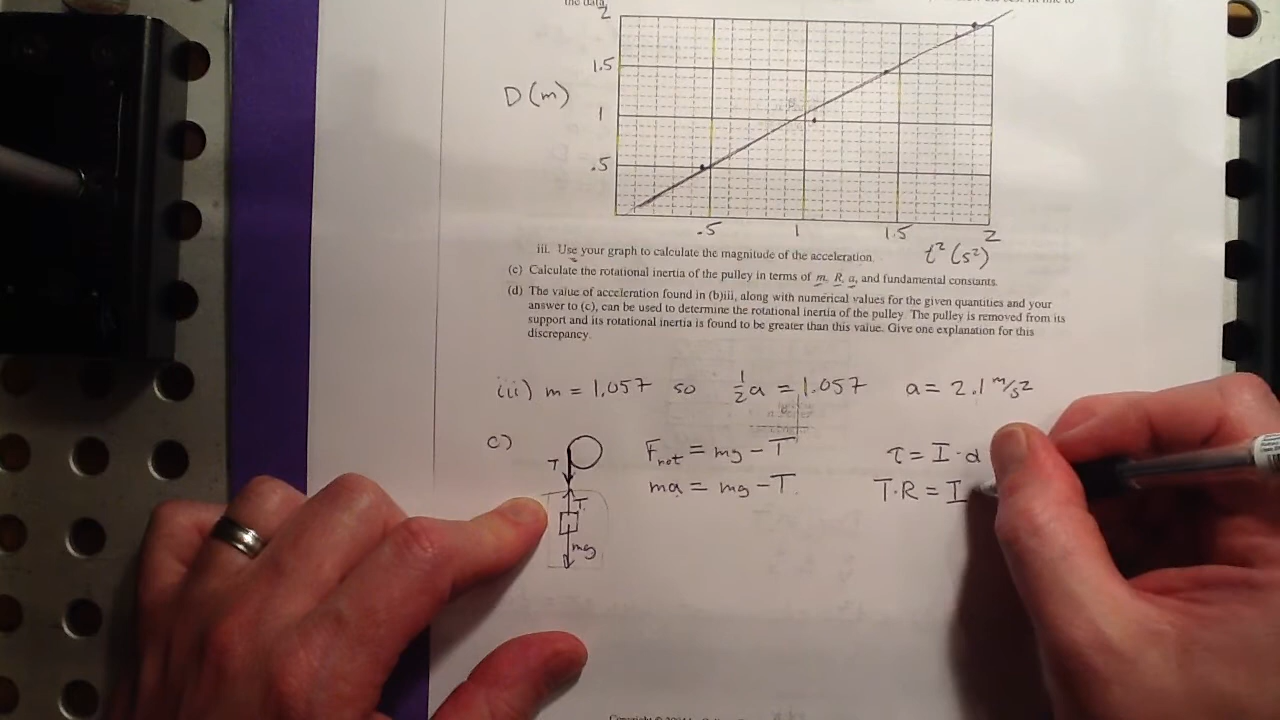 the data.
2
1.5
D(m)
1
.5
.5 1 1.5 2
t² (s²)
iii. Use your graph to calculate the magnitude of the acceleration.
(c) Calculate the rotational inertia of the pulley in terms of m, R, a, and fundamental constants.
(d) The value of acceleration found in (b)iii, along with numerical values for the given quantities and your
answer to (c), can be used to determine the rotational inertia of the pulley. The pulley is removed from its
support and its rotational inertia is found to be greater than this value. Give one explanation for this
discrepancy.
iii) m = 1.057 so ½a = 1.057 a = 2.1 m/s²
c)
T
T
mg
Fnet = mg - T
ma = mg - T
τ = I·α
T·R = I